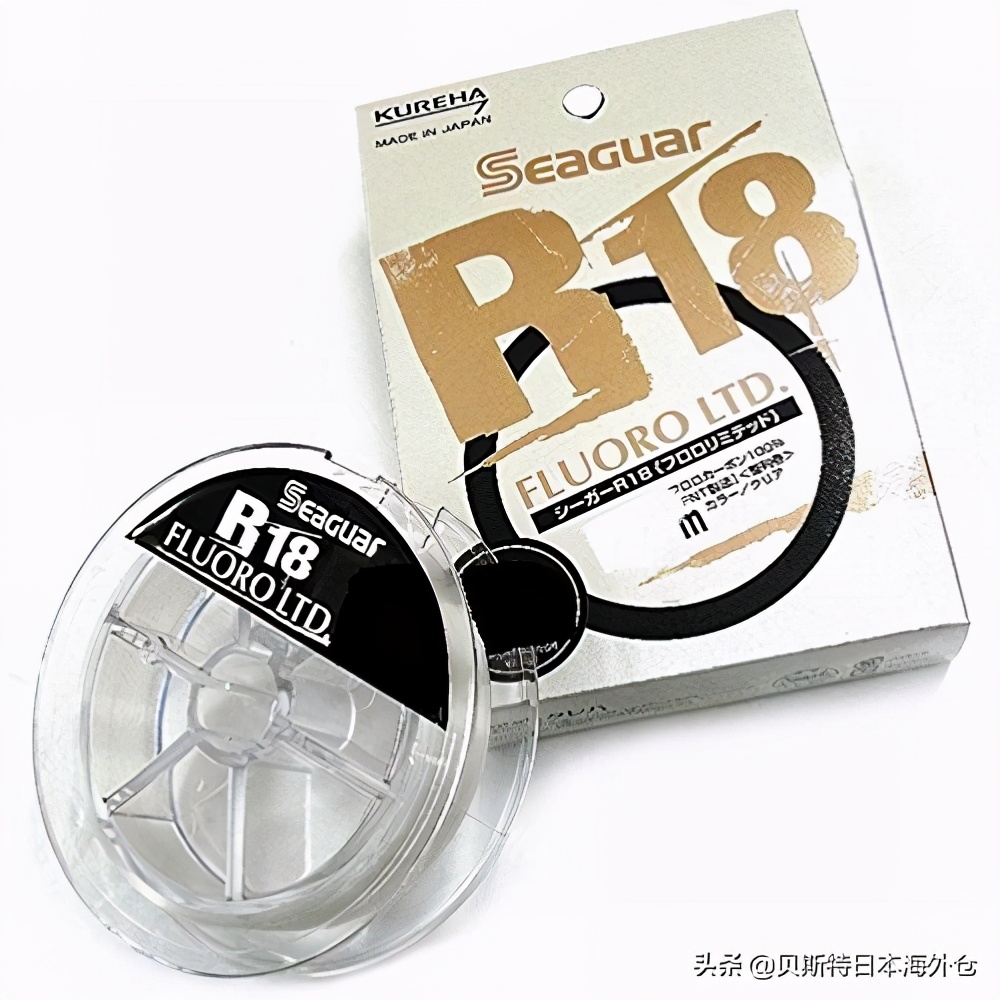 KUREHA
MADE IN JAPAN
Seaguar
R18
FLUORO LTD.
シーガーR18〈フロロリミテッド〉
フロロカーボン100%
カラー/クリア
m
Seaguar
R18
FLUORO LTD.
头条 @贝斯特日本海外仓